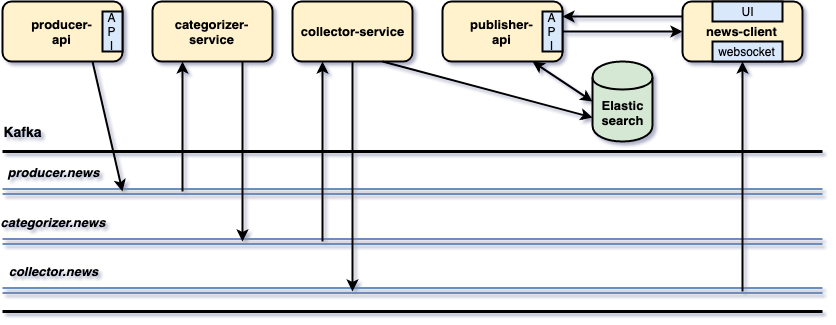 producer-
api
A
P
I
categorizer-
service
collector-service
publisher-
api
A
P
I
UI
news-client
websocket
Elastic
search
Kafka
producer.news
categorizer.news
collector.news